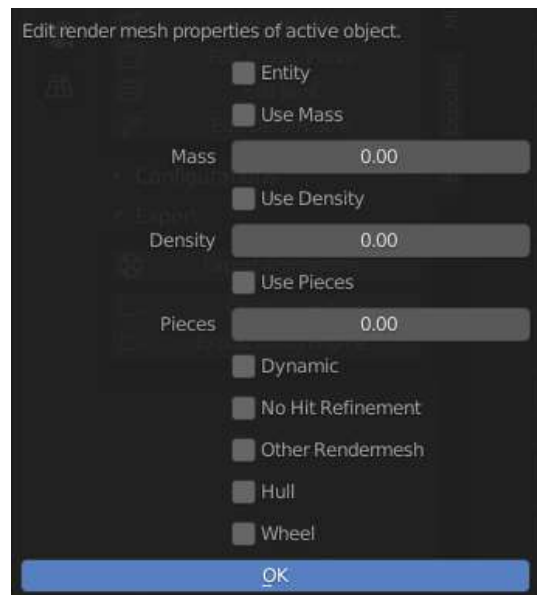 Edit render mesh properties of active object.
Entity
Use Mass
Mass 0.00
Use Density
Density 0.00
Use Pieces
Pieces 0.00
Dynamic
No Hit Refinement
Other Rendermesh
Hull
Wheel
OK